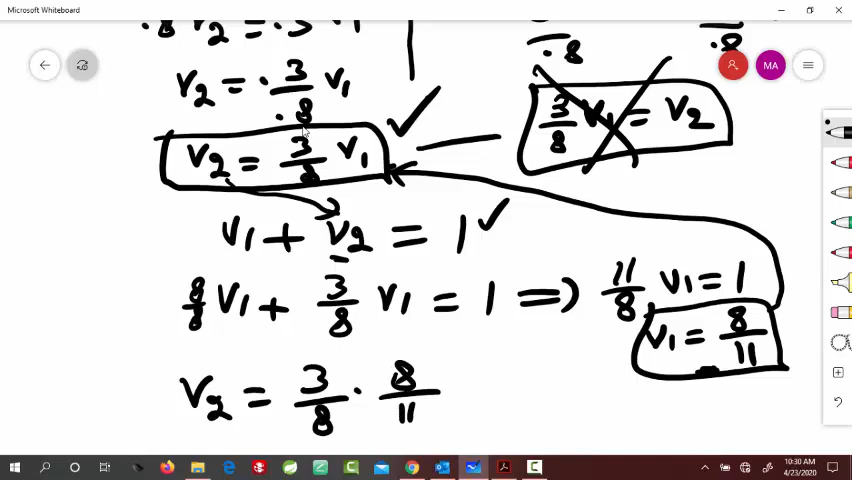 Microsoft Whiteboard
.8 V2 = .3 V1
.8
.8
V2 = .3/.8 V1
3/8 V1 = V2
MA
V2 = 3/8 V1
V1 + V2 = 1
8/8 V1 + 3/8 V1 = 1 => 11/8 V1 = 1
V1 = 8/11
V2 = 3/8 · 8/11
10:30 AM
4/23/2020